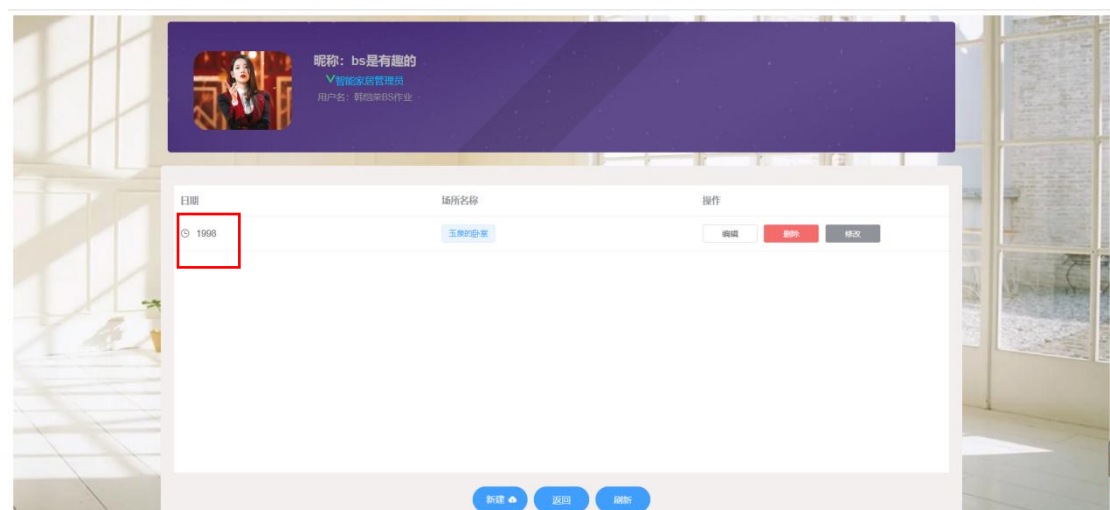 昵称：bs是有趣的
V智能家居管理员
用户名：韩皑荣BS作业
日期 场所名称 操作
1998 玉泉的卧室 编辑 删除 修改
新建 返回 刷新